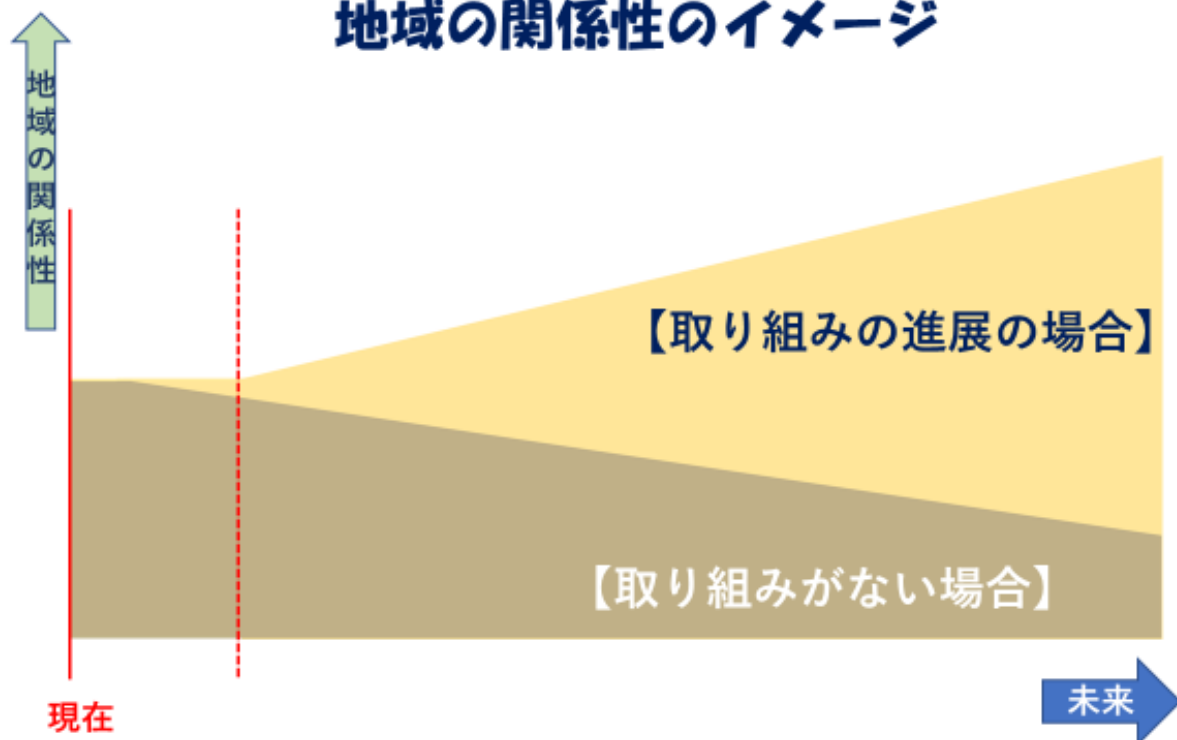 地域の関係性のイメージ
地域の関係性
【取り組みの進展の場合】
【取り組みがない場合】
未来
現在